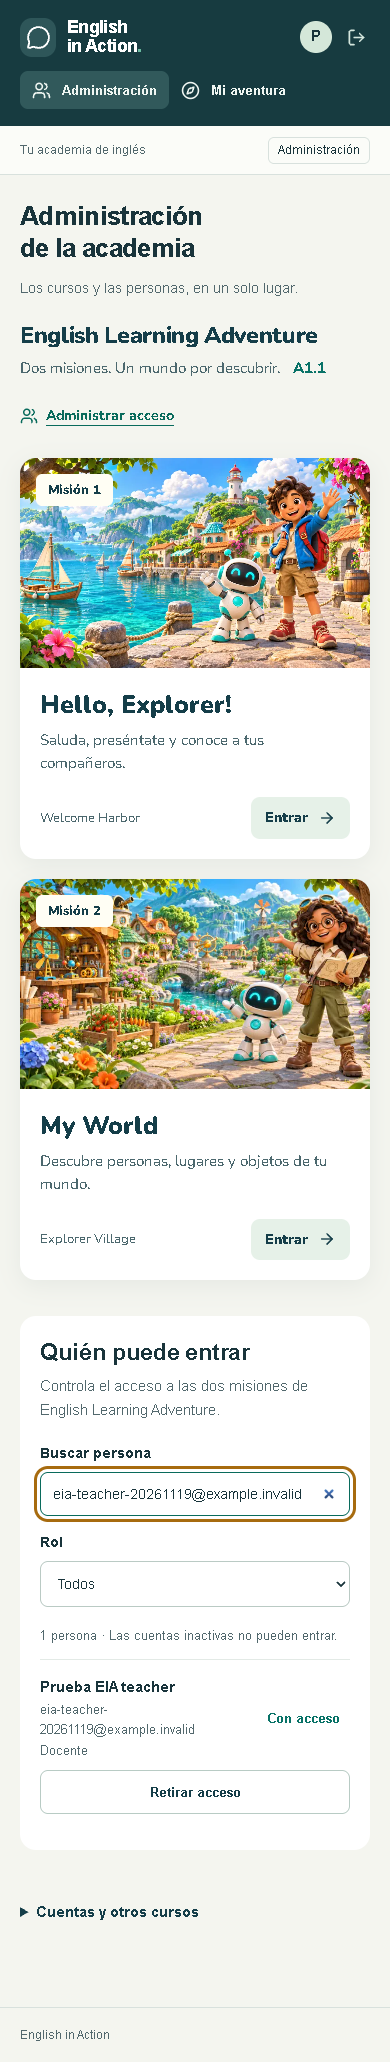 English
in Action.
P
Administración
Mi aventura
Tu academia de inglés
Administración
Administración
de la academia
Los cursos y las personas, en un solo lugar.
English Learning Adventure
Dos misiones. Un mundo por descubrir. A1.1
Administrar acceso
Misión 1
Hello, Explorer!
Saluda, preséntate y conoce a tus
compañeros.
Welcome Harbor
Entrar
Misión 2
My World
Descubre personas, lugares y objetos de tu
mundo.
Explorer Village
Entrar
Quién puede entrar
Controla el acceso a las dos misiones de
English Learning Adventure.
Buscar persona
eia-teacher-20261119@example.invalid
Rol
Todos
1 persona · Las cuentas inactivas no pueden entrar.
Prueba EIA teacher
eia-teacher-
20261119@example.invalid
Docente
Con acceso
Retirar acceso
Cuentas y otros cursos
English in Action